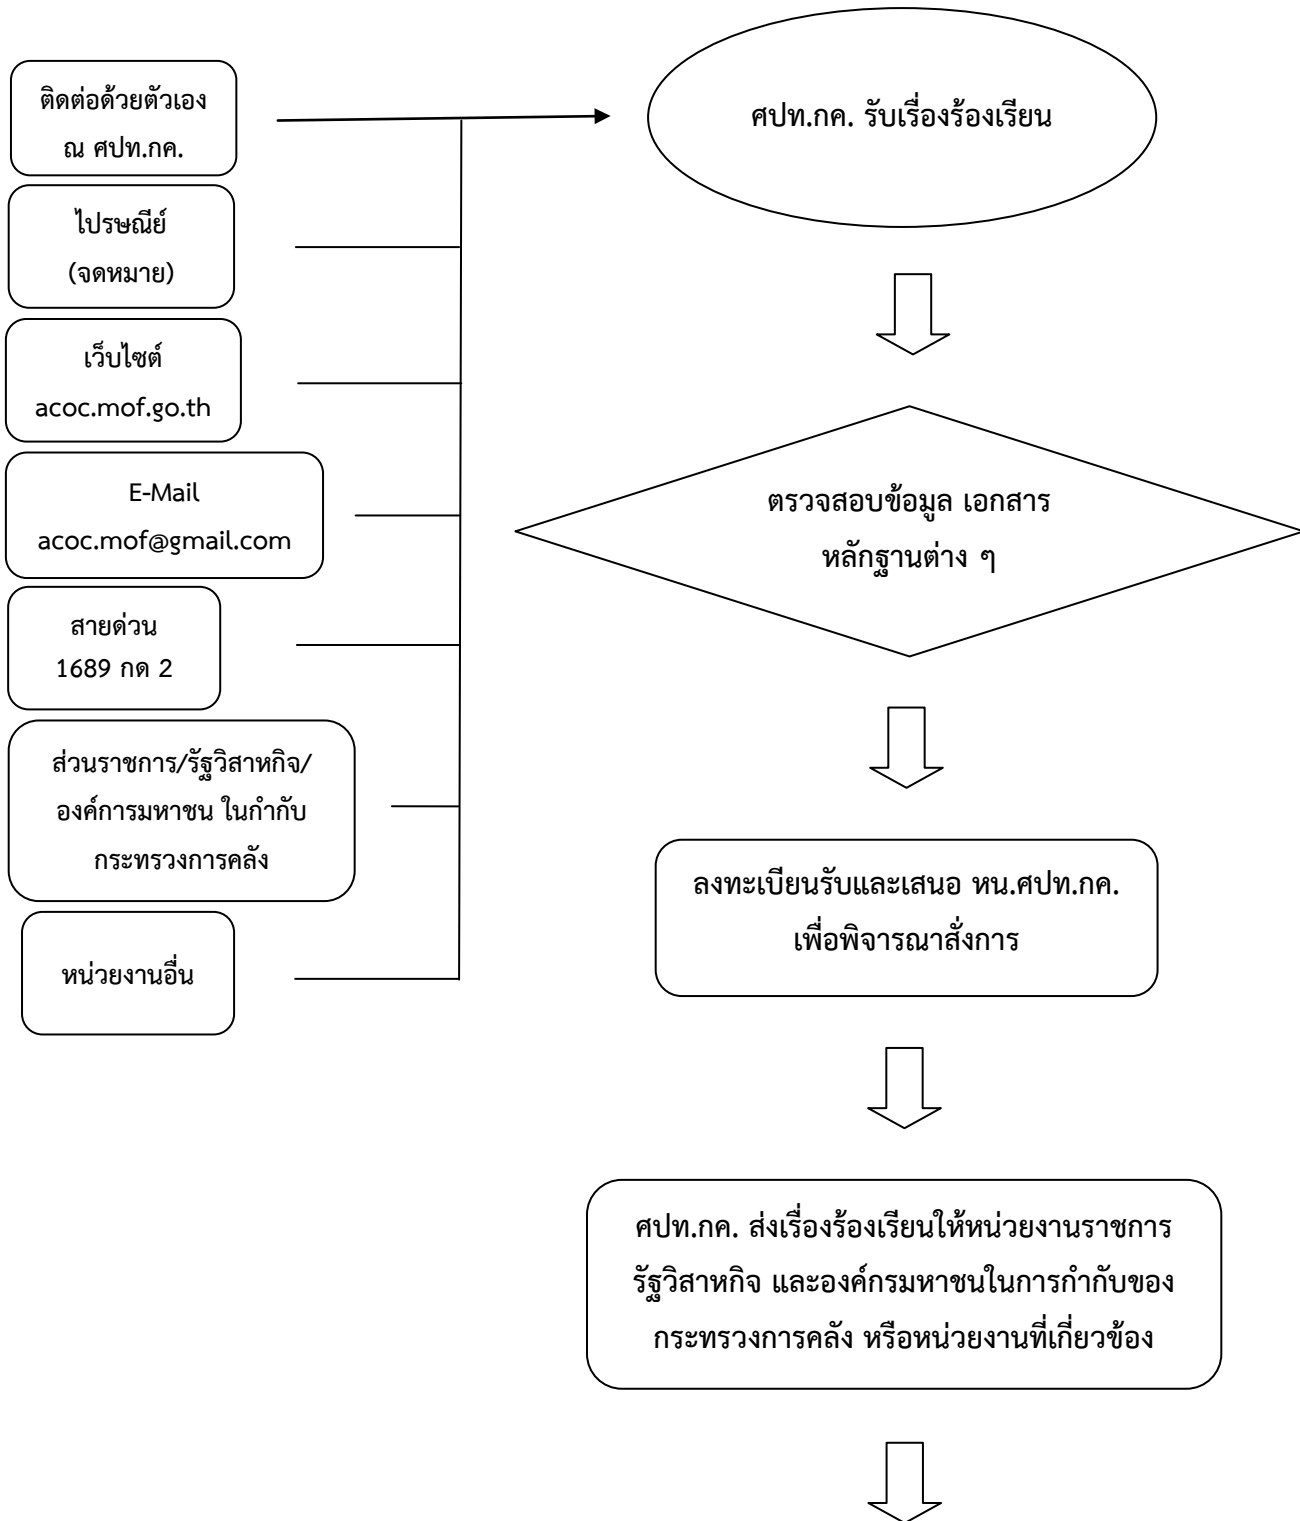 ติดต่อด้วยตัวเอง
ณ ศปท.กค.
ไปรษณีย์
(จดหมาย)
เว็บไซต์
acoc.mof.go.th
E-Mail
acoc.mof@gmail.com
สายด่วน
1689 กด 2
ส่วนราชการ/รัฐวิสาหกิจ/
องค์การมหาชน ในกำกับ
กระทรวงการคลัง
หน่วยงานอื่น
ศปท.กค. รับเรื่องร้องเรียน
ตรวจสอบข้อมูล เอกสาร
หลักฐานต่าง ๆ
ลงทะเบียนรับและเสนอ หน.ศปท.กค.
เพื่อพิจารณาสั่งการ
ศปท.กค. ส่งเรื่องร้องเรียนให้หน่วยงานราชการ
รัฐวิสาหกิจ และองค์กรมหาชนในการกำกับของ
กระทรวงการคลัง หรือหน่วยงานที่เกี่ยวข้อง